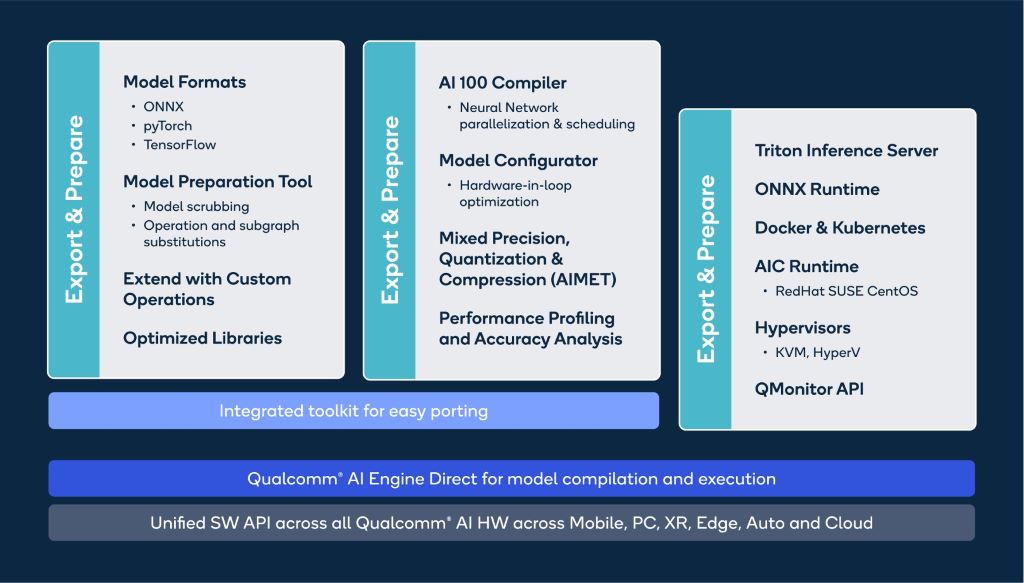 Export & Prepare
Model Formats
• ONNX
• pyTorch
• TensorFlow
Model Preparation Tool
• Model scrubbing
• Operation and subgraph
substitutions
Extend with Custom
Operations
Optimized Libraries
Export & Prepare
AI 100 Compiler
• Neural Network
parallelization & scheduling
Model Configurator
• Hardware-in-loop
optimization
Mixed Precision,
Quantization &
Compression (AIMET)
Performance Profiling
and Accuracy Analysis
Export & Prepare
Triton Inference Server
ONNX Runtime
Docker & Kubernetes
AIC Runtime
• RedHat SUSE CentOS
Hypervisors
• KVM, HyperV
QMonitor API
Integrated toolkit for easy porting
Qualcomm® AI Engine Direct for model compilation and execution
Unified SW API across all Qualcomm® AI HW across Mobile, PC, XR, Edge, Auto and Cloud